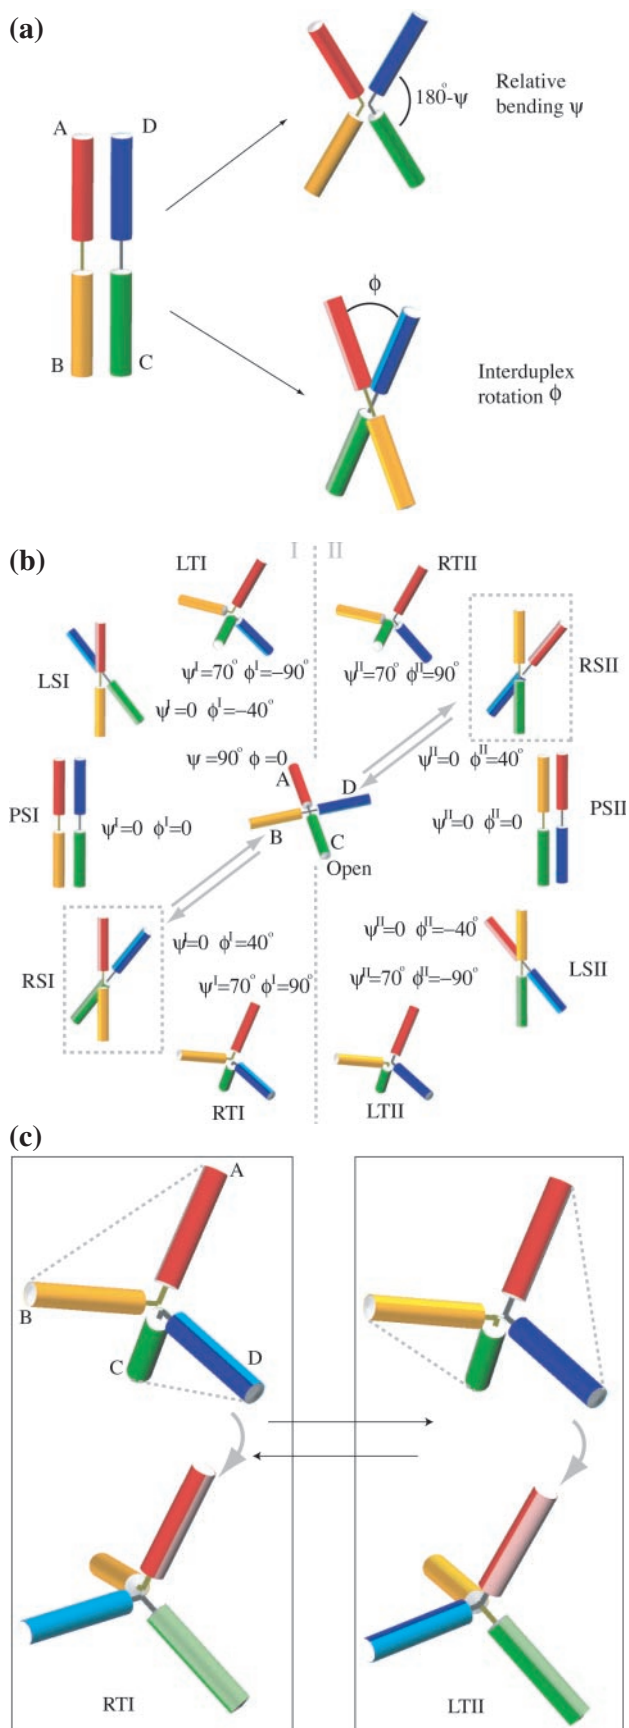 (a)
A
D
B
C
180°-ψ
Relative
bending ψ
ϕ
Interduplex
rotation ϕ
(b)
I II
LTI
RTII
ψᴵ=70° ϕᴵ=−90°
ψᴵᴵ=70° ϕᴵᴵ=90°
LSI
ψᴵ=0 ϕᴵ=−40°
RSII
ψᴵᴵ=0 ϕᴵᴵ=40°
ψ=90° ϕ=0
A
D
B
C
Open
PSI
ψᴵ=0 ϕᴵ=0
PSII
ψᴵᴵ=0 ϕᴵᴵ=0
RSI
ψᴵ=0 ϕᴵ=40°
ψᴵᴵ=0 ϕᴵᴵ=−40°
LSII
ψᴵ=70° ϕᴵ=90°
ψᴵᴵ=70° ϕᴵᴵ=−90°
RTI
LTII
(c)
A
B
C
D
RTI
LTII